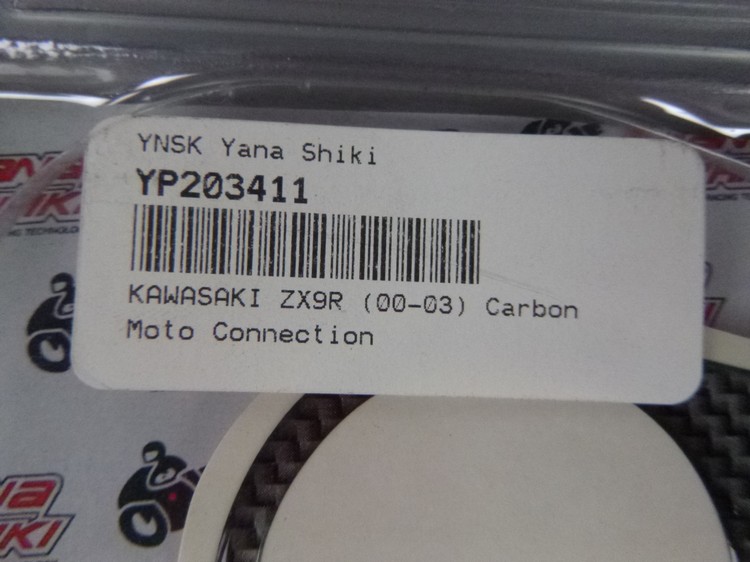 YNSK Yana Shiki
YP203411
KAWASAKI ZX9R (00-03) Carbon
Moto Connection